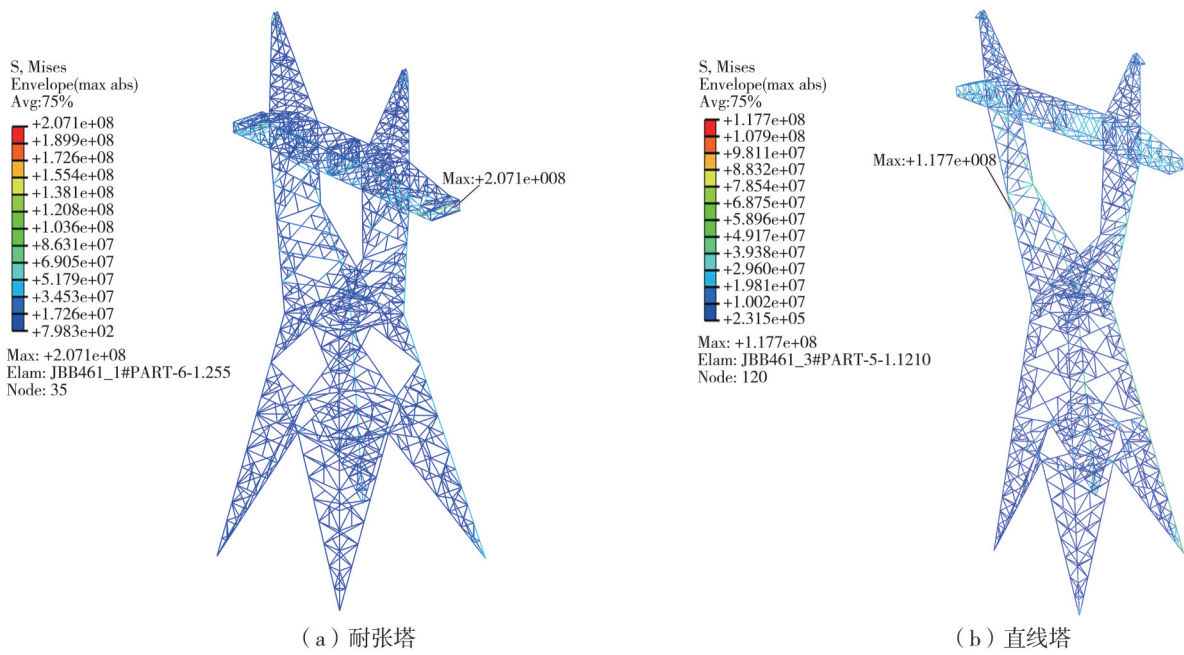 S, Mises
Envelope(max abs)
Avg:75%
+2.071e+08
+1.899e+08
+1.726e+08
+1.554e+08
+1.381e+08
+1.208e+08
+1.036e+08
+8.631e+07
+6.905e+07
+5.179e+07
+3.453e+07
+1.726e+07
+7.983e+02
Max: +2.071e+08
Elam: JBB461_1#PART-6-1.255
Node: 35
Max:+2.071e+008
(a)耐张塔
S, Mises
Envelope(max abs)
Avg:75%
+1.177e+08
+1.079e+08
+9.811e+07
+8.832e+07
+7.854e+07
+6.875e+07
+5.896e+07
+4.917e+07
+3.938e+07
+2.960e+07
+1.981e+07
+1.002e+07
+2.315e+05
Max: +1.177e+08
Elam: JBB461_3#PART-5-1.1210
Node: 120
Max:+1.177e+008
(b)直线塔